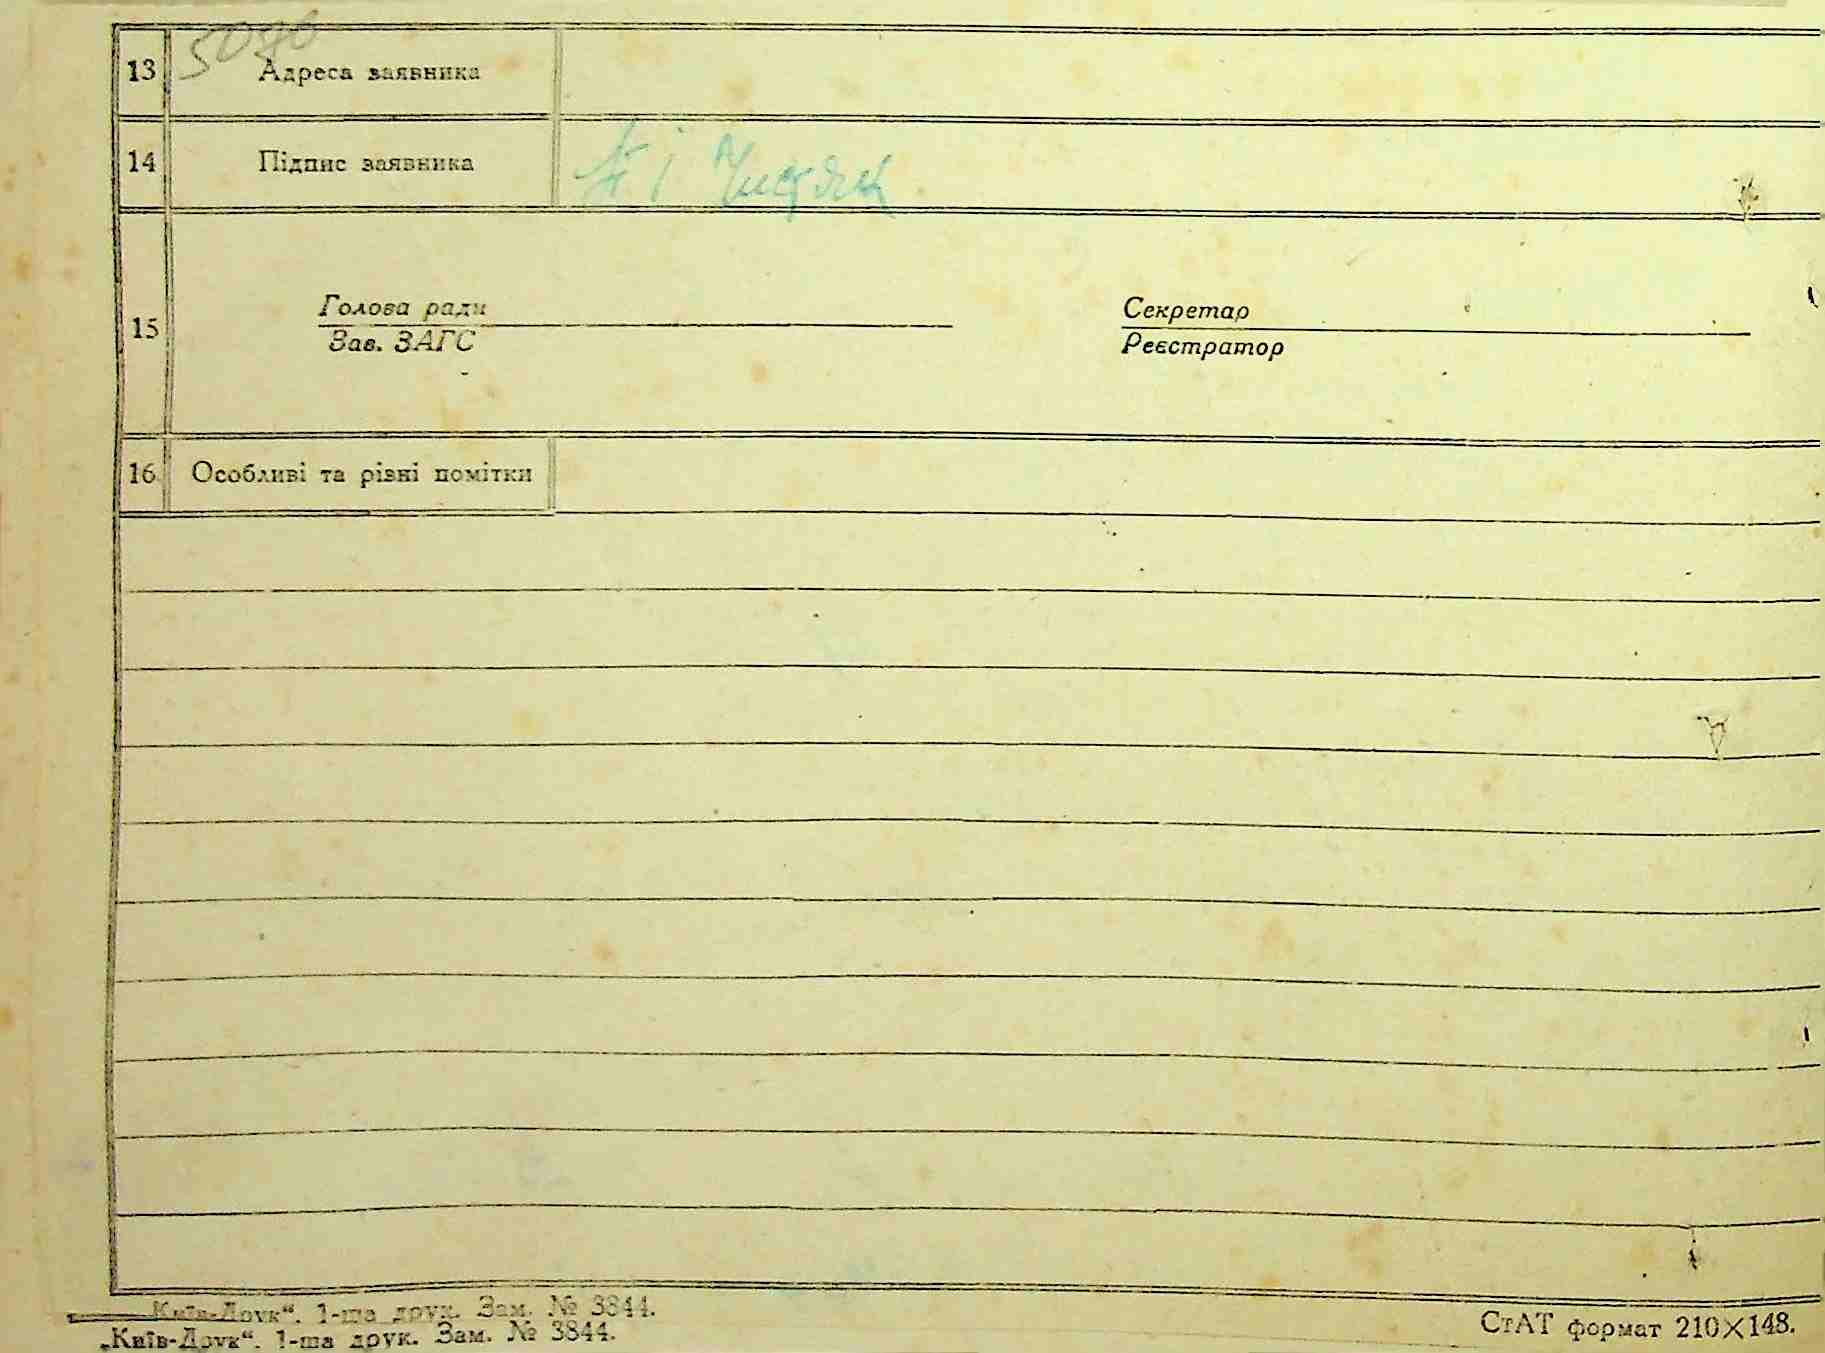 5076
13 Адреса заявника
14 Підпис заявника
15 Голова ради Секретар
Зав. ЗАГС Реєстратор
16 Особливі та різні помітки
Київ-Друк“. 1-ша друк. Зам. № 3844.
„Київ-Друк“. 1-ша друк. Зам. № 3844.
СтАТ формат 210×148.